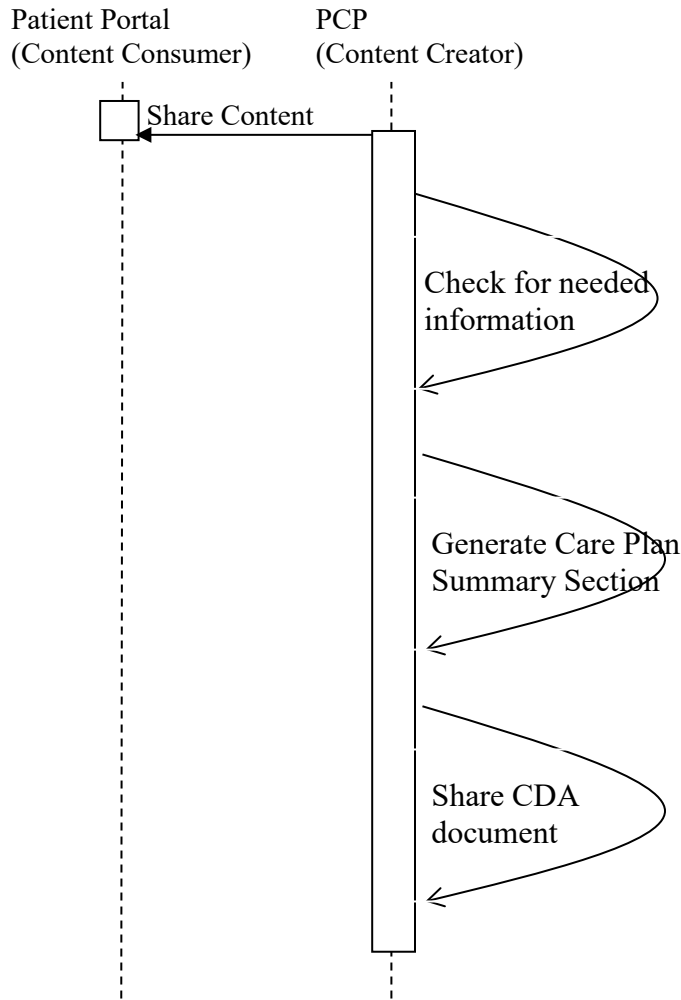 Patient Portal
(Content Consumer)
PCP
(Content Creator)
Share Content
Check for needed
information
Generate Care Plan
Summary Section
Share CDA
document